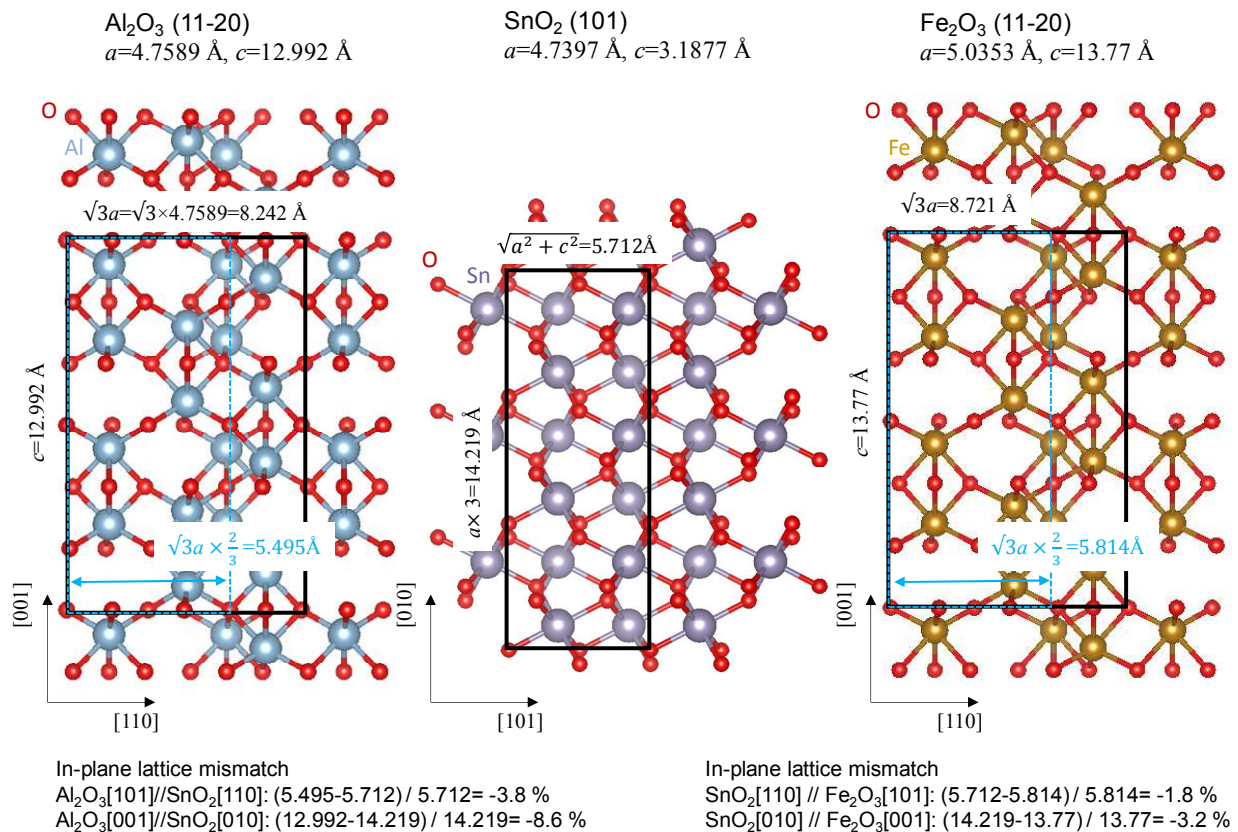 Al₂O₃ (11-20)
a=4.7589 Å, c=12.992 Å
SnO₂ (101)
a=4.7397 Å, c=3.1877 Å
Fe₂O₃ (11-20)
a=5.0353 Å, c=13.77 Å
O
Al
√3a=√3×4.7589=8.242 Å
c=12.992 Å
√3a × 2/3 =5.495Å
[001]
[110]
√(a² + c²)=5.712Å
O
Sn
a× 3=14.219 Å
[010]
[101]
O
Fe
√3a=8.721 Å
c=13.77 Å
√3a × 2/3 =5.814Å
[001]
[110]
In-plane lattice mismatch
Al₂O₃[101]//SnO₂[110]: (5.495-5.712) / 5.712= -3.8 %
Al₂O₃[001]//SnO₂[010]: (12.992-14.219) / 14.219= -8.6 %
In-plane lattice mismatch
SnO₂[110] // Fe₂O₃[101]: (5.712-5.814) / 5.814= -1.8 %
SnO₂[010] // Fe₂O₃[001]: (14.219-13.77) / 13.77= -3.2 %